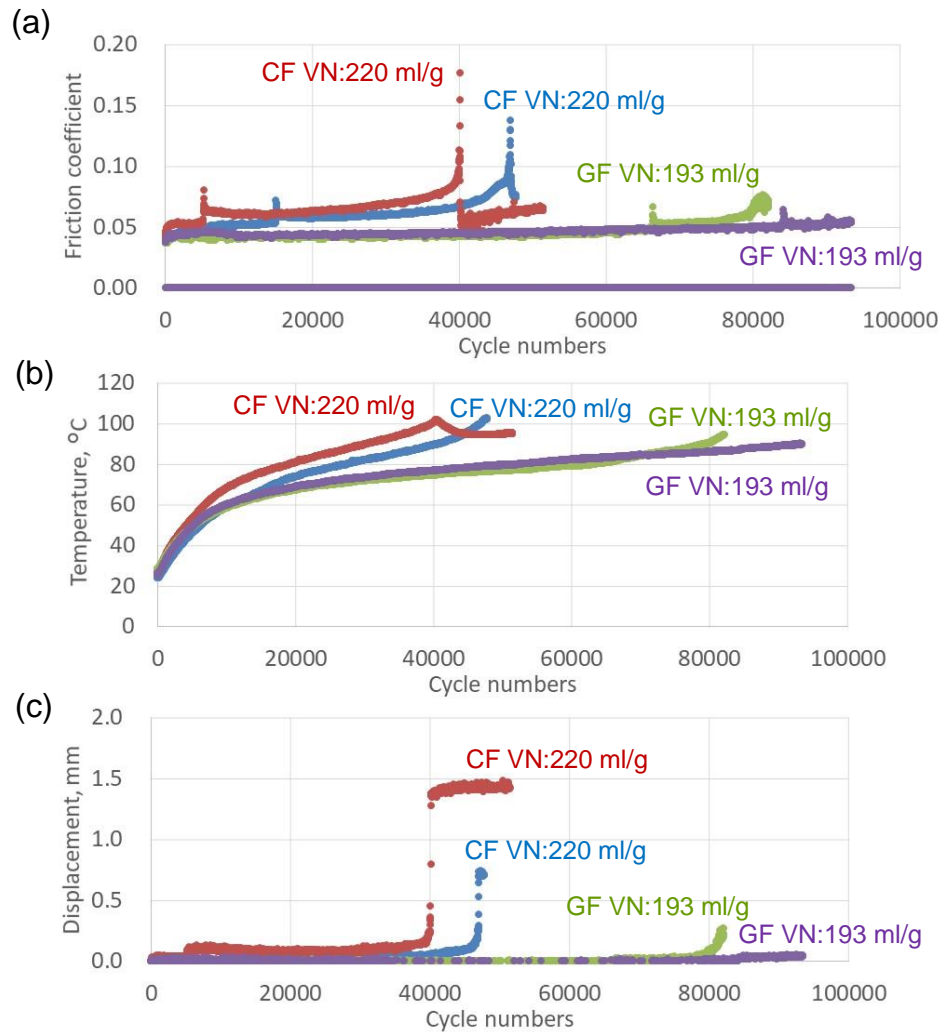 (a)
0.20
0.15
0.10
0.05
0.00
Friction coefficient
CF VN:220 ml/g
CF VN:220 ml/g
GF VN:193 ml/g
GF VN:193 ml/g
0 20000 40000 60000 80000 100000
Cycle numbers
(b)
120
100
80
60
40
20
0
Temperature, ºC
CF VN:220 ml/g
CF VN:220 ml/g
GF VN:193 ml/g
GF VN:193 ml/g
0 20000 40000 60000 80000 100000
Cycle numbers
(c)
2.0
1.5
1.0
0.5
0.0
Displacement, mm
CF VN:220 ml/g
CF VN:220 ml/g
GF VN:193 ml/g
GF VN:193 ml/g
0 20000 40000 60000 80000 100000
Cycle numbers